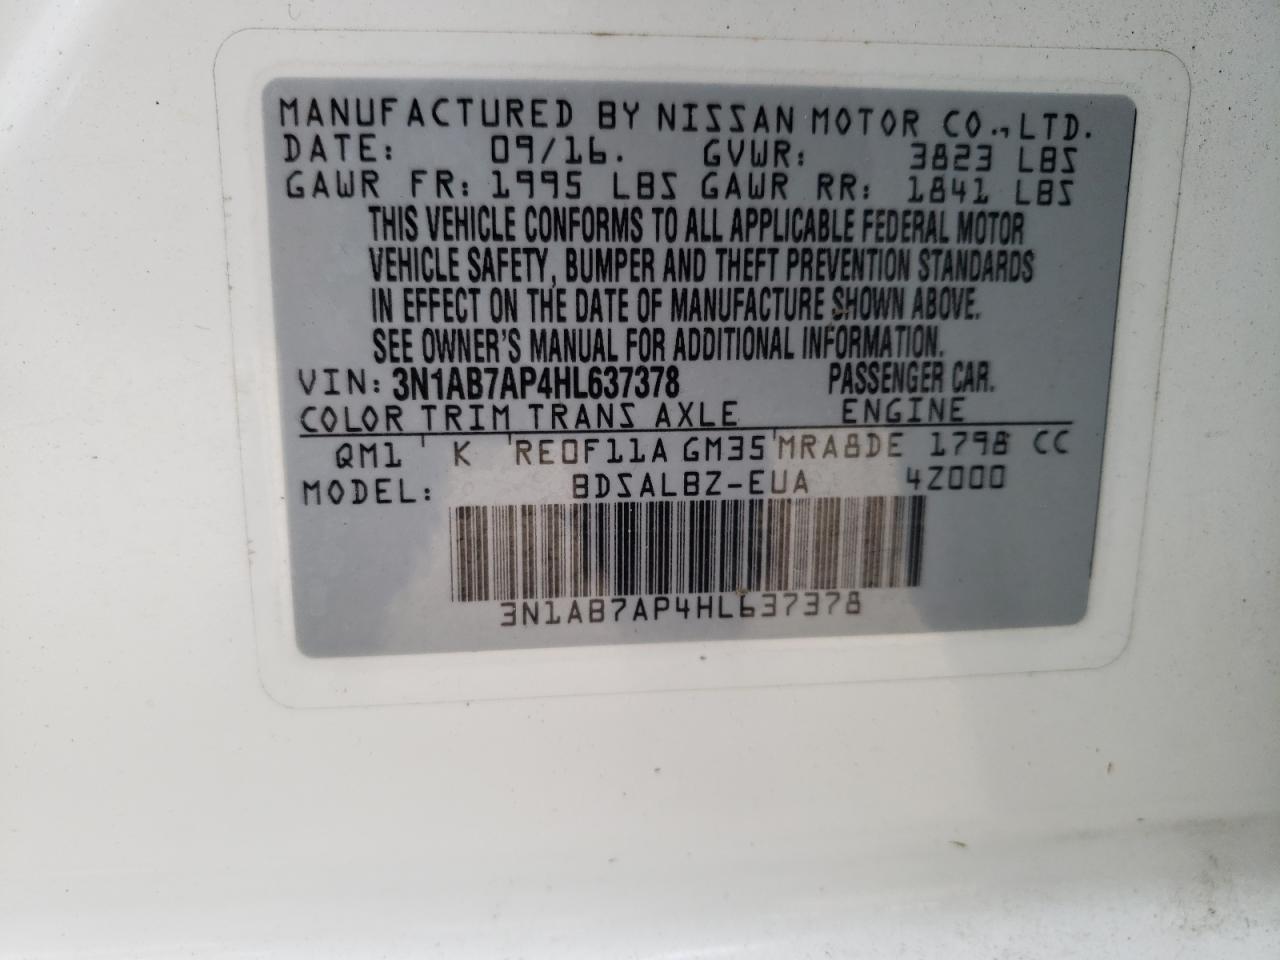 MANUFACTURED BY NISSAN MOTOR CO., LTD.
DATE: 09/16. GVWR: 3823 LBS
GAWR FR: 1995 LBS GAWR RR: 1841 LBS
THIS VEHICLE CONFORMS TO ALL APPLICABLE FEDERAL MOTOR
VEHICLE SAFETY, BUMPER AND THEFT PREVENTION STANDARDS
IN EFFECT ON THE DATE OF MANUFACTURE SHOWN ABOVE.
SEE OWNER'S MANUAL FOR ADDITIONAL INFORMATION.
VIN: 3N1AB7AP4HL637378 PASSENGER CAR.
COLOR TRIM TRANS AXLE ENGINE
QM1 K RE0F11A GM35 MRA8DE 1798 CC
MODEL: BDSALBZ-EUA 4Z000
3N1AB7AP4HL637378